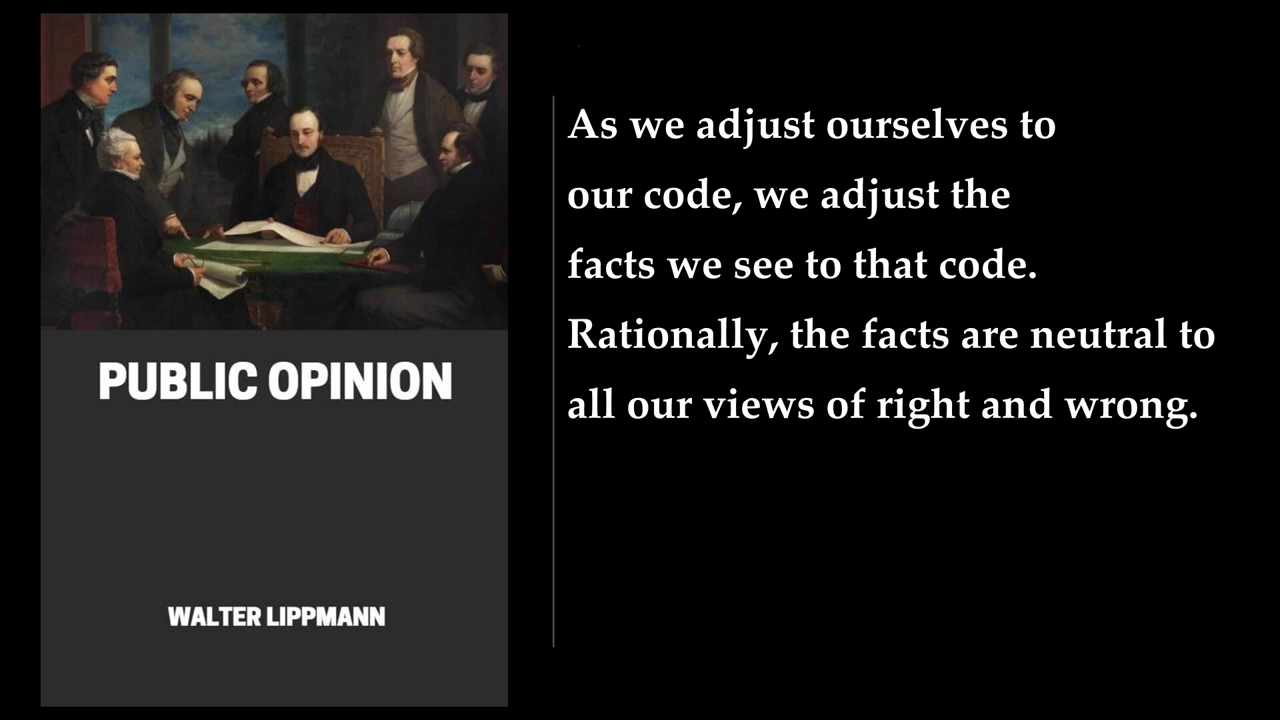 PUBLIC OPINION
WALTER LIPPMANN
As we adjust ourselves to
our code, we adjust the
facts we see to that code.
Rationally, the facts are neutral to
all our views of right and wrong.